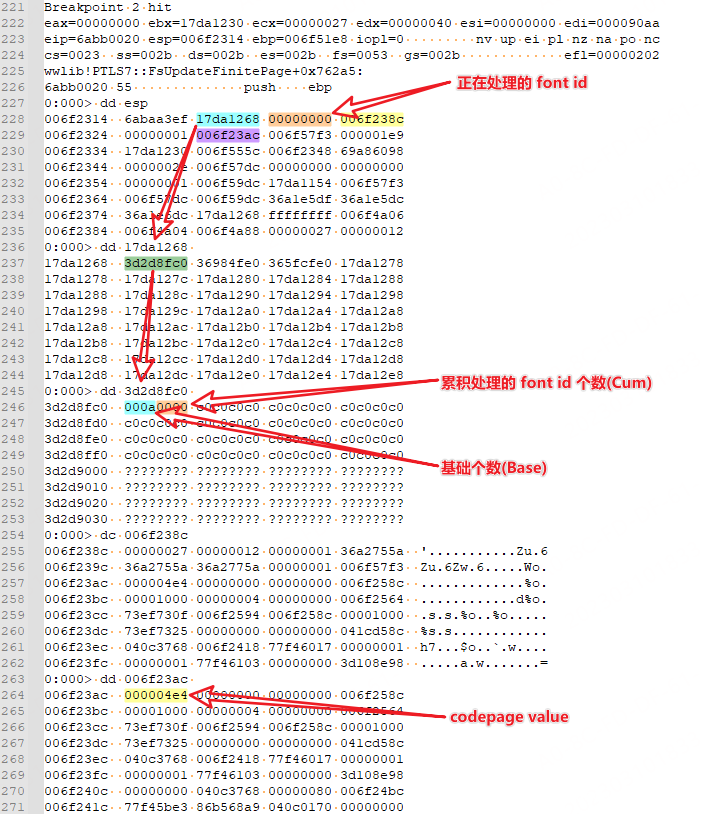 221 Breakpoint 2 hit
222 eax=00000000 ebx=17da1230 ecx=00000027 edx=00000040 esi=00000000 edi=000090aa
223 eip=6abb0020 esp=006f2314 ebp=006f51e8 iopl=0 nv up ei pl nz na po nc
224 cs=0023 ss=002b ds=002b es=002b fs=0053 gs=002b efl=00000202
225 wwlib!PTLS7::FsUpdateFinitePage+0x762a5:
226 6abb0020 55 push ebp
正在处理的 font id
227 0:000> dd esp
228 006f2314 6abaa3ef 17da1268 00000000 006f238c
229 006f2324 00000001 006f23ac 006f57f3 000001e9
230 006f2334 17da1230 006f555c 006f2348 69a86098
231 006f2344 0000002e 006f57dc 00000000 00000000
232 006f2354 00000001 006f59dc 17da1154 006f57f3
233 006f2364 006f57dc 006f59dc 36a1e5df 36a1e5dc
234 006f2374 36a1e5dc 17da1268 ffffffff 006f4a06
235 006f2384 006f4a04 006f4a88 00000027 00000012
236 0:000> dd 17da1268
237 17da1268 3d2d8fc0 36984fe0 365fcfe0 17da1278
238 17da1278 17da127c 17da1280 17da1284 17da1288
239 17da1288 17da128c 17da1290 17da1294 17da1298
240 17da1298 17da129c 17da12a0 17da12a4 17da12a8
241 17da12a8 17da12ac 17da12b0 17da12b4 17da12b8
242 17da12b8 17da12bc 17da12c0 17da12c4 17da12c8
243 17da12c8 17da12cc 17da12d0 17da12d4 17da12d8
244 17da12d8 17da12dc 17da12e0 17da12e4 17da12e8
累积处理的 font id 个数(Cum)
245 0:000> dd 3d2d8fc0
246 3d2d8fc0 c0c0c0c0 c0c0c0c0 c0c0c0c0
247 3d2d8fd0 c0c0c0c0 c0c0c0c0 c0c0c0c0 c0c0c0c0
248 3d2d8fe0 c0c0c0c0 c0c0c0c0 c0c0c0c0 c0c0c0c0
249 3d2d8ff0 c0c0c0c0 c0c0c0c0 c0c0c0c0 c0c0c0c0
基础个数(Base)
250 3d2d9000 ???????? ???????? ???????? ????????
251 3d2d9010 ???????? ???????? ???????? ????????
252 3d2d9020 ???????? ???????? ???????? ????????
253 3d2d9030 ???????? ???????? ???????? ????????
254 0:000> dc 006f238c
255 006f238c 00000027 00000012 00000001 36a2755a '...........Zu.6
256 006f239c 36a2755a 36a2775a 00000001 006f57f3 Zu.6Zw.6.....Wo.
257 006f23ac 000004e4 00000000 00000000 006f258c .............%o.
258 006f23bc 00001000 00000004 00000000 006f2564 ............d%o.
259 006f23cc 73ef730f 006f2594 006f258c 00001000 .s.s.%o..%o.....
260 006f23dc 73ef7325 00000000 00000000 041cd58c %s.s............
261 006f23ec 040c3768 006f2418 77f46017 00000001 h7...$o..`.w....
262 006f23fc 00000000 00000001 77f46103 00000000 3d108e98 .....a.w.......=
263 0:000> dd 006f23ac
264 006f23ac 000004e4 00000000 00000000 006f258c
265 006f23bc 00001000 00000004 00000000 006f2564
codepage value
266 006f23cc 73ef730f 006f2594 006f258c 00001000
267 006f23dc 73ef7325 00000000 00000000 041cd58c
268 006f23ec 040c3768 006f2418 77f46017 00000001
269 006f23fc 00000001 77f46103 00000000 3d108e98
270 006f240c 00000000 00000000 00000080 006f24bc
271 006f241c 77f45be3 86b568a9 040c0170 00000000